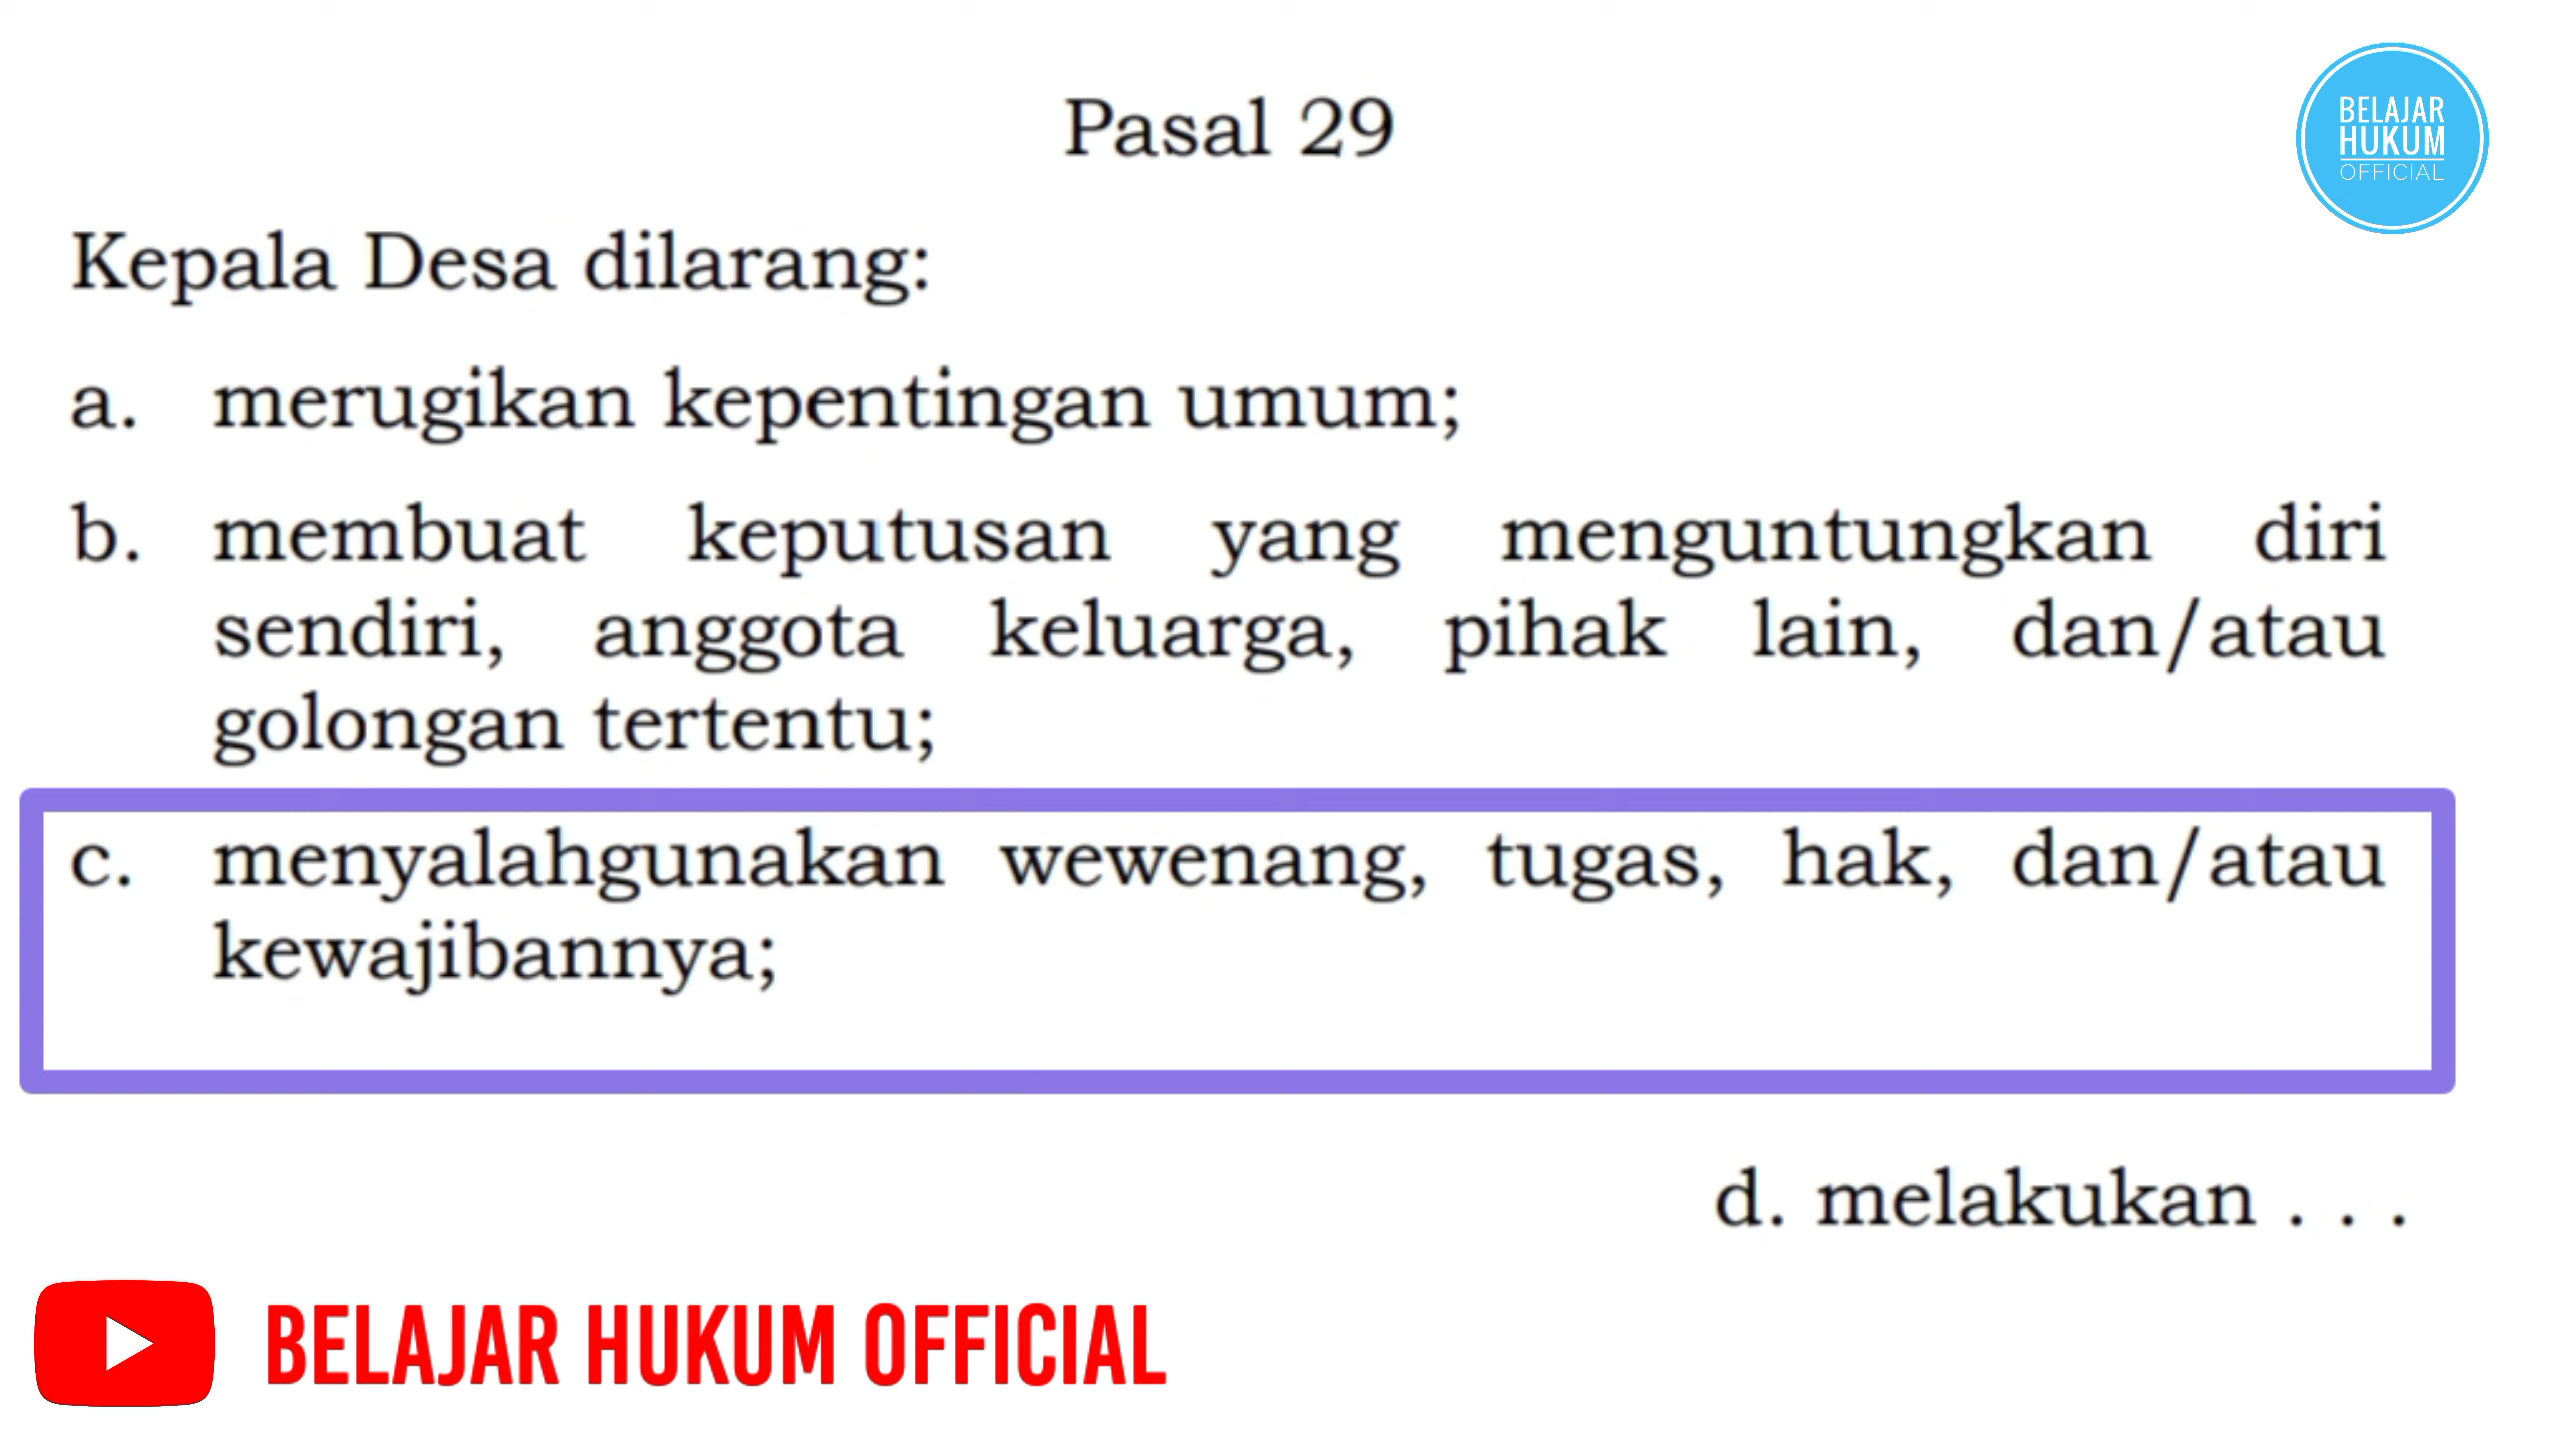 Pasal 29
BELAJAR
HUKUM
OFFICIAL
Kepala Desa dilarang:
a. merugikan kepentingan umum;
b. membuat keputusan yang menguntungkan diri
sendiri, anggota keluarga, pihak lain, dan/atau
golongan tertentu;
c. menyalahgunakan wewenang, tugas, hak, dan/atau
kewajibannya;
d. melakukan . . .
BELAJAR HUKUM OFFICIAL